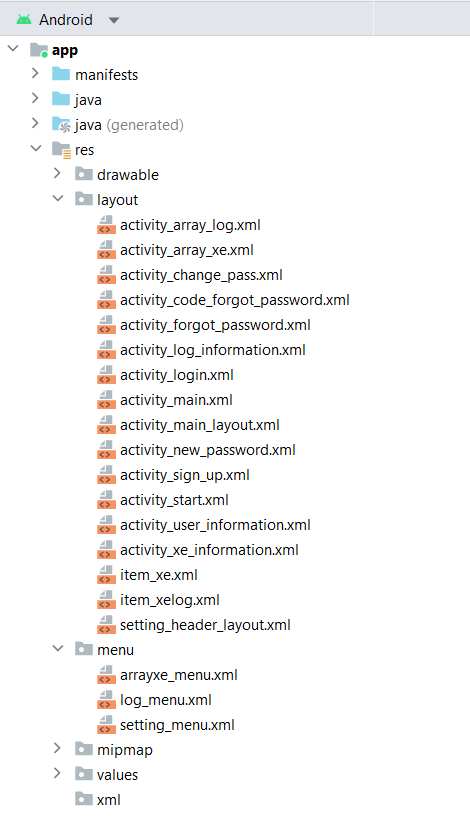 Android
app
manifests
java
java (generated)
res
drawable
layout
activity_array_log.xml
activity_array_xe.xml
activity_change_pass.xml
activity_code_forgot_password.xml
activity_forgot_password.xml
activity_log_information.xml
activity_login.xml
activity_main.xml
activity_main_layout.xml
activity_new_password.xml
activity_sign_up.xml
activity_start.xml
activity_user_information.xml
activity_xe_information.xml
item_xe.xml
item_xelog.xml
setting_header_layout.xml
menu
arrayxe_menu.xml
log_menu.xml
setting_menu.xml
mipmap
values
xml